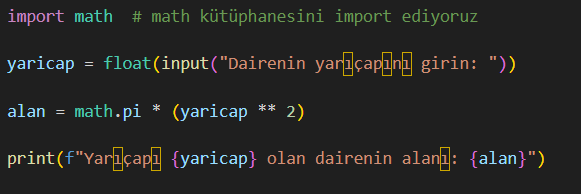 import math  # math kütüphanesini import ediyoruz
yaricap = float(input("Dairenin yarıçapını girin: "))
alan = math.pi * (yaricap ** 2)
print(f"Yarıçapı {yaricap} olan dairenin alanı: {alan}")